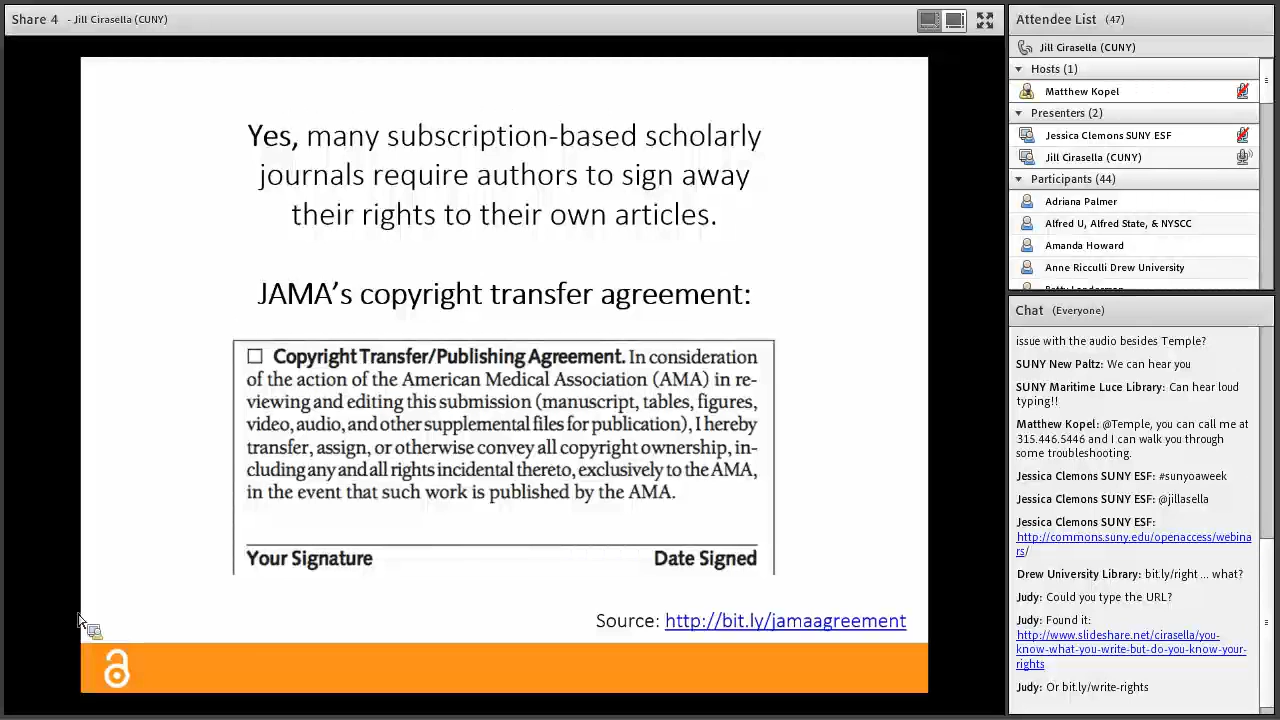 Share 4 - Jill Cirasella (CUNY)
Yes, many subscription-based scholarly
journals require authors to sign away
their rights to their own articles.
JAMA’s copyright transfer agreement:
☐ Copyright Transfer/Publishing Agreement. In consideration
of the action of the American Medical Association (AMA) in re-
viewing and editing this submission (manuscript, tables, figures,
video, audio, and other supplemental files for publication), I hereby
transfer, assign, or otherwise convey all copyright ownership, in-
cluding any and all rights incidental thereto, exclusively to the AMA,
in the event that such work is published by the AMA.
Your Signature Date Signed
Source: http://bit.ly/jamaagreement
Attendee List (47)
Jill Cirasella (CUNY)
Hosts (1)
Matthew Kopel
Presenters (2)
Jessica Clemons SUNY ESF
Jill Cirasella (CUNY)
Participants (44)
Adriana Palmer
Alfred U, Alfred State, & NYSCC
Amanda Howard
Anne Ricculli Drew University
Chat (Everyone)
issue with the audio besides Temple?
SUNY New Paltz: We can hear you
SUNY Maritime Luce Library: Can hear loud
typing!!
Matthew Kopel: @Temple, you can call me at
315.446.5446 and I can walk you through
some troubleshooting.
Jessica Clemons SUNY ESF: #sunyoaweek
Jessica Clemons SUNY ESF: @jillasella
Jessica Clemons SUNY ESF:
http://commons.suny.edu/openaccess/webina
rs/
Drew University Library: bit.ly/right ... what?
Judy: Could you type the URL?
Judy: Found it:
http://www.slideshare.net/cirasella/you-
know-what-you-write-but-do-you-know-your-
rights
Judy: Or bit.ly/write-rights